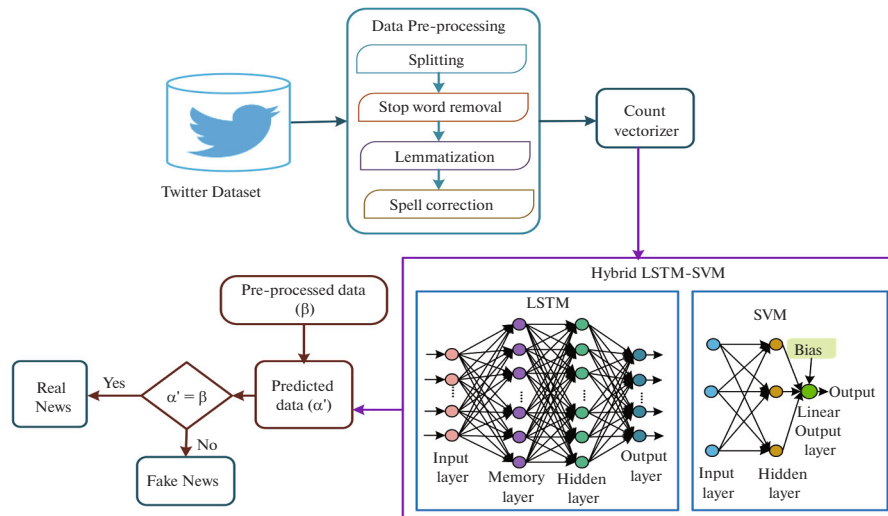 Data Pre-processing
Splitting
Stop word removal
Lemmatization
Spell correction
Twitter Dataset
Count
vectorizer
Hybrid LSTM-SVM
LSTM
Input
layer
Memory
layer
Hidden
layer
Output
layer
SVM
Bias
Output
Linear
Output
layer
Input
layer
Hidden
layer
Pre-processed data
(β)
Predicted
data (α')
α' = β
Yes
No
Real
News
Fake News